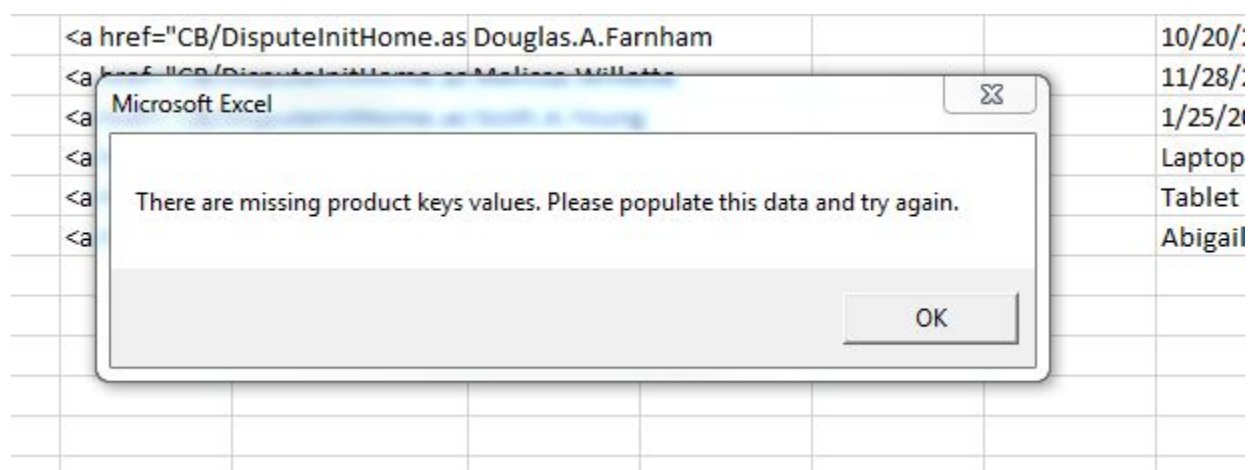 <a href="CB/DisputeInitHome.as Douglas.A.Farnham 10/20/
<a 11/28/
Microsoft Excel
<a 1/25/20
<a Laptop
There are missing product keys values. Please populate this data and try again.
<a Tablet
<a Abigail
OK